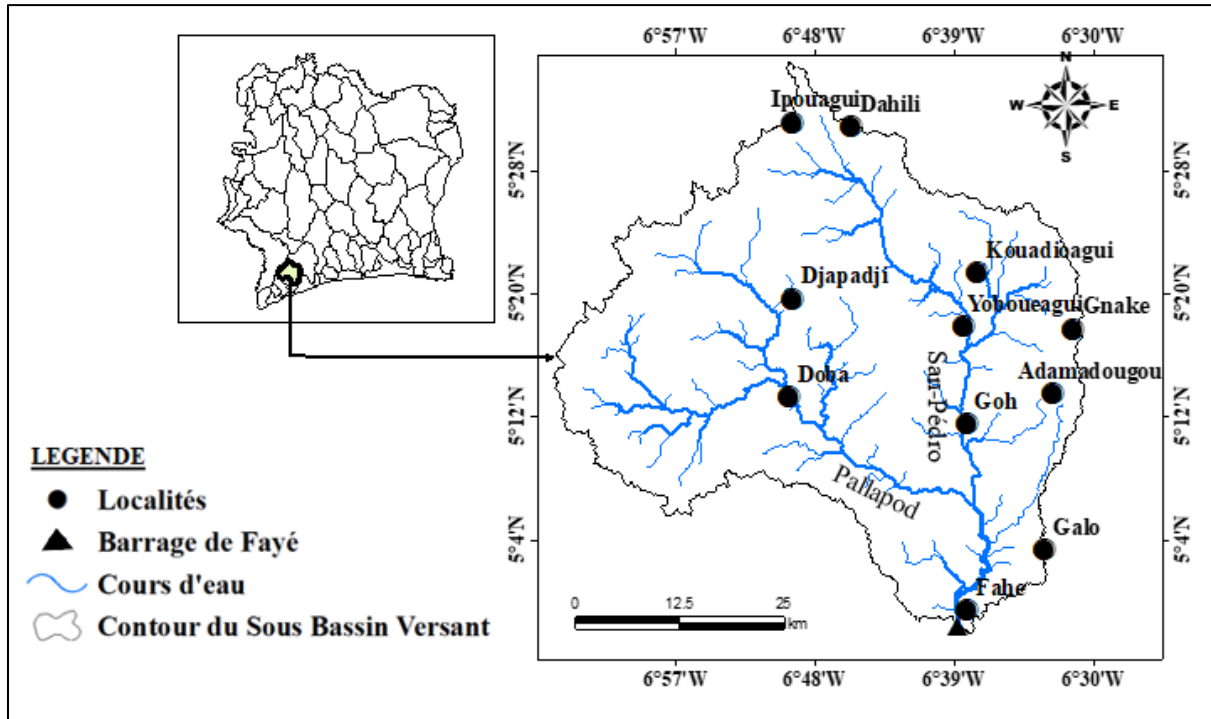 6°57'W 6°48'W 6°39'W 6°30'W
N
W E
S
Ipouagui Dahili
5°28'N 5°28'N
Kouadioagui
Djapadji
5°20'N 5°20'N
Yoboueagui Gnake
San-Pédro
Doba
Adamadougou
5°12'N 5°12'N
Goh
Pallapod
LEGENDE
Localités
Barrage de Fayé
Cours d'eau
Contour du Sous Bassin Versant
5°4'N 5°4'N
Galo
Fahe
0 12.5 25
km
6°57'W 6°48'W 6°39'W 6°30'W